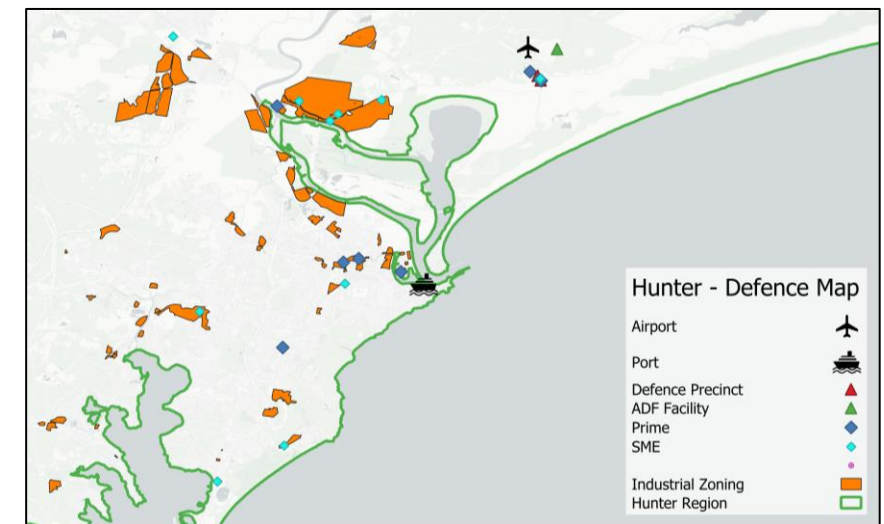 Hunter - Defence Map
Airport
Port
Defence Precinct
ADF Facility
Prime
SME
Industrial Zoning
Hunter Region